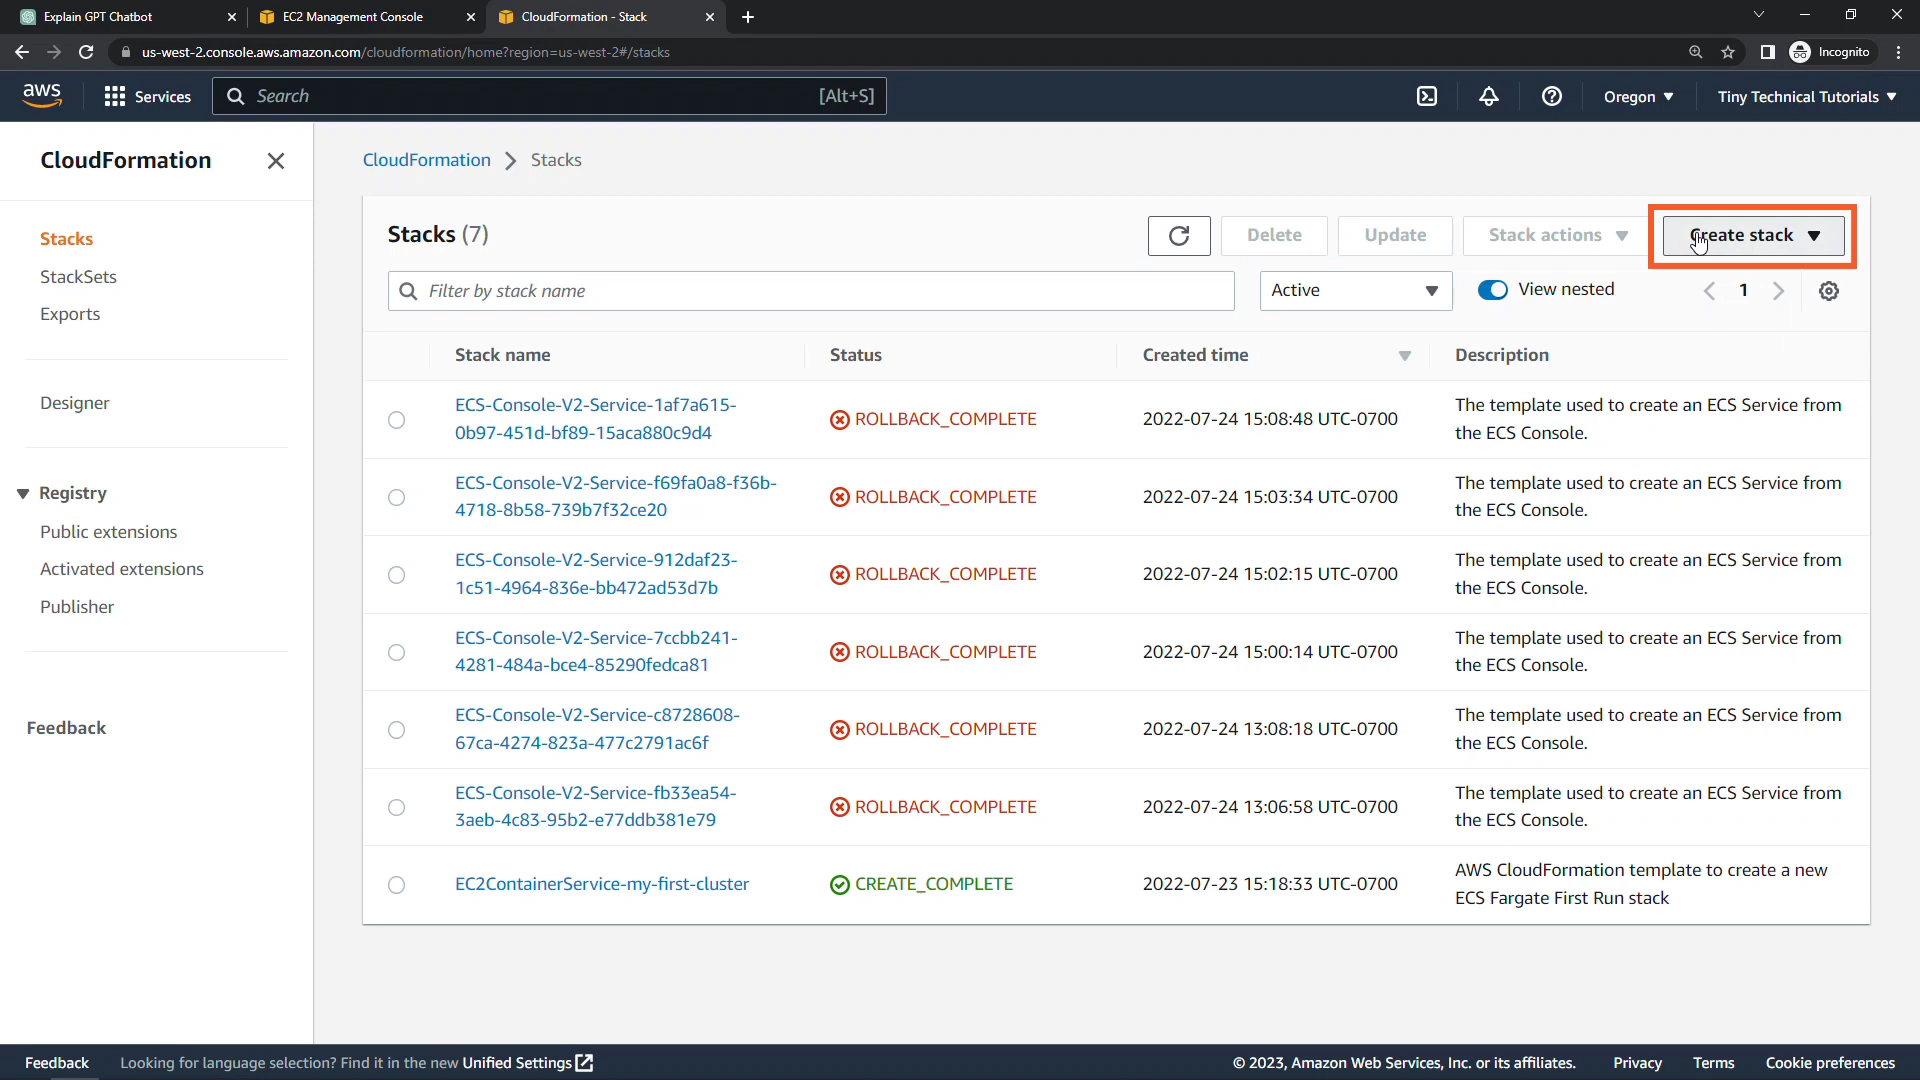 Explain GPT Chatbot
EC2 Management Console
CloudFormation - Stack
us-west-2.console.aws.amazon.com/cloudformation/home?region=us-west-2#/stacks
Incognito
aws
Services
Search
[Alt+S]
Oregon
Tiny Technical Tutorials
CloudFormation
Stacks
StackSets
Exports
Designer
Registry
Public extensions
Activated extensions
Publisher
Feedback
CloudFormation > Stacks
Stacks (7)
Delete
Update
Stack actions
Create stack
Filter by stack name
Active
View nested
1
Stack name
Status
Created time
Description
ECS-Console-V2-Service-1af7a615-
0b97-451d-bf89-15aca880c9d4
ROLLBACK_COMPLETE
2022-07-24 15:08:48 UTC-0700
The template used to create an ECS Service from
the ECS Console.
ECS-Console-V2-Service-f69fa0a8-f36b-
4718-8b58-739b7f32ce20
ROLLBACK_COMPLETE
2022-07-24 15:03:34 UTC-0700
The template used to create an ECS Service from
the ECS Console.
ECS-Console-V2-Service-912daf23-
1c51-4964-836e-bb472ad53d7b
ROLLBACK_COMPLETE
2022-07-24 15:02:15 UTC-0700
The template used to create an ECS Service from
the ECS Console.
ECS-Console-V2-Service-7ccbb241-
4281-484a-bce4-85290fedca81
ROLLBACK_COMPLETE
2022-07-24 15:00:14 UTC-0700
The template used to create an ECS Service from
the ECS Console.
ECS-Console-V2-Service-c8728608-
67ca-4274-823a-477c2791ac6f
ROLLBACK_COMPLETE
2022-07-24 13:08:18 UTC-0700
The template used to create an ECS Service from
the ECS Console.
ECS-Console-V2-Service-fb33ea54-
3aeb-4c83-95b2-e77ddb381e79
ROLLBACK_COMPLETE
2022-07-24 13:06:58 UTC-0700
The template used to create an ECS Service from
the ECS Console.
EC2ContainerService-my-first-cluster
CREATE_COMPLETE
2022-07-23 15:18:33 UTC-0700
AWS CloudFormation template to create a new
ECS Fargate First Run stack
Feedback
Looking for language selection? Find it in the new Unified Settings
© 2023, Amazon Web Services, Inc. or its affiliates.
Privacy
Terms
Cookie preferences